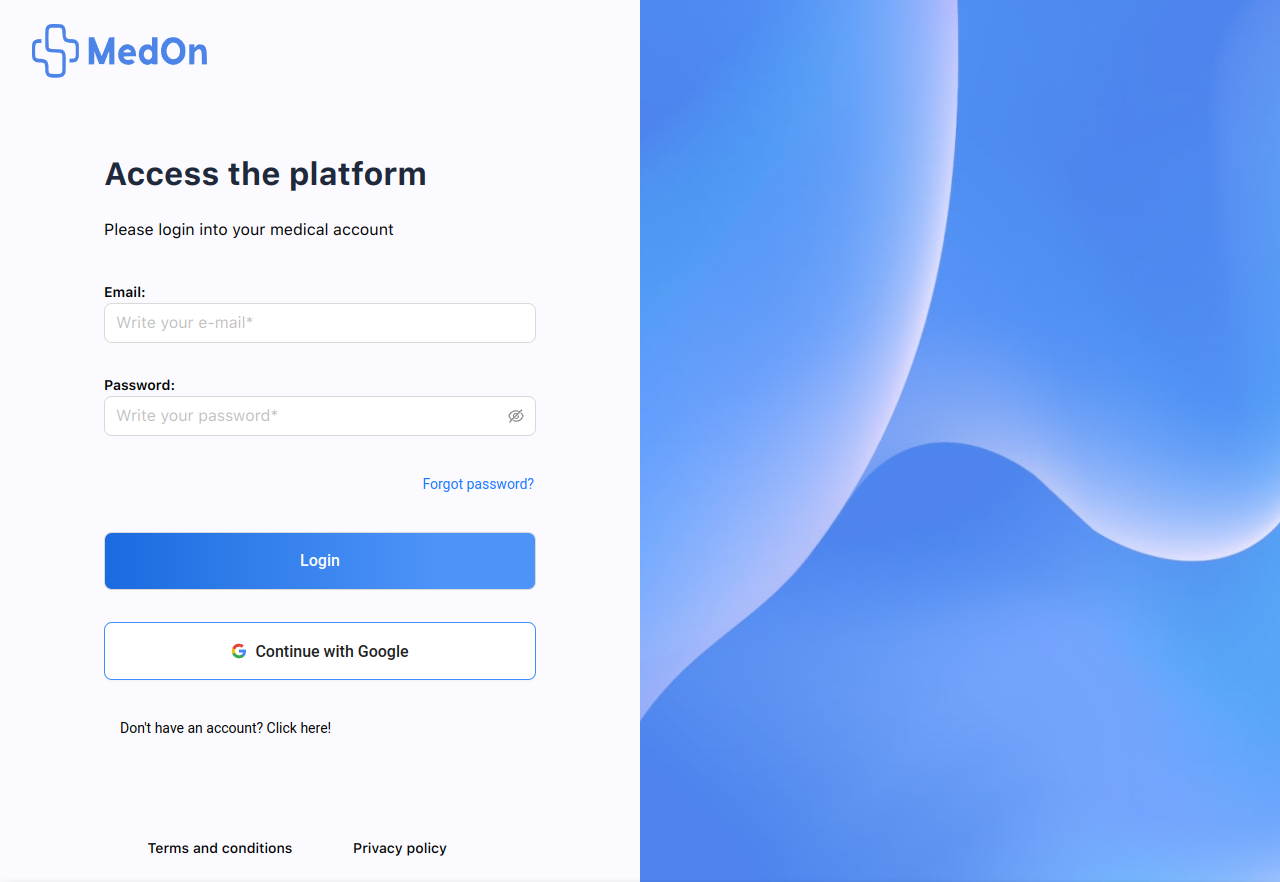 MedOn
Access the platform
Please login into your medical account
Email:
Write your e-mail*
Password:
Write your password*
Forgot password?
Login
Continue with Google
Don't have an account? Click here!
Terms and conditions
Privacy policy